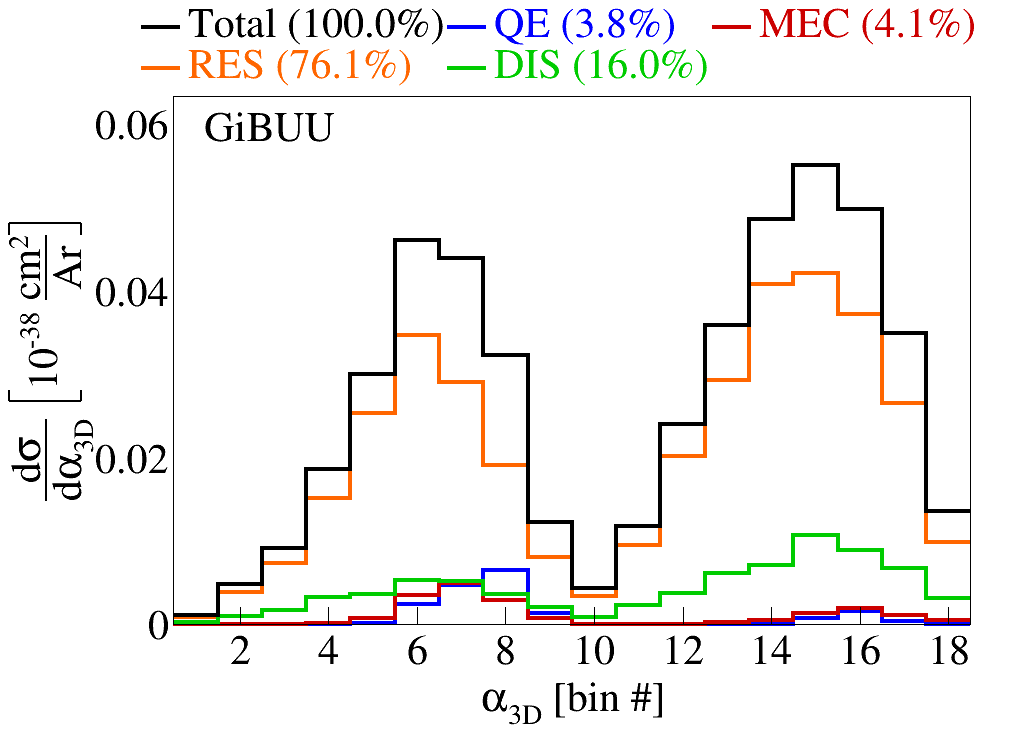 Total (100.0%) QE (3.8%) MEC (4.1%)
RES (76.1%) DIS (16.0%)
GiBUU
0.06
0.04
0.02
0
dσ/dα3D [10-38 cm2/Ar]
2 4 6 8 10 12 14 16 18
α3D [bin #]